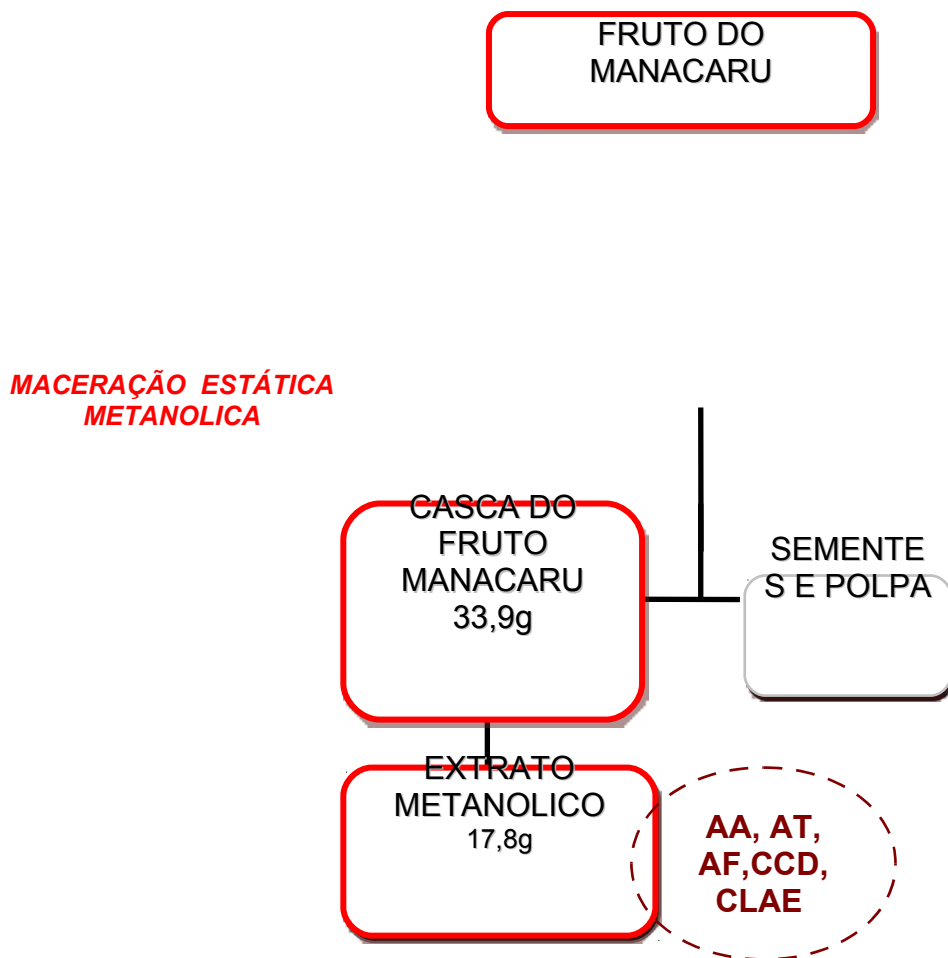 FRUTO DO
MANACARU
MACERAÇÃO ESTÁTICA
METANOLICA
CASCA DO
FRUTO
MANACARU
33,9g
SEMENTE
S E POLPA
EXTRATO
METANOLICO
17,8g
AA, AT,
AF,CCD,
CLAE